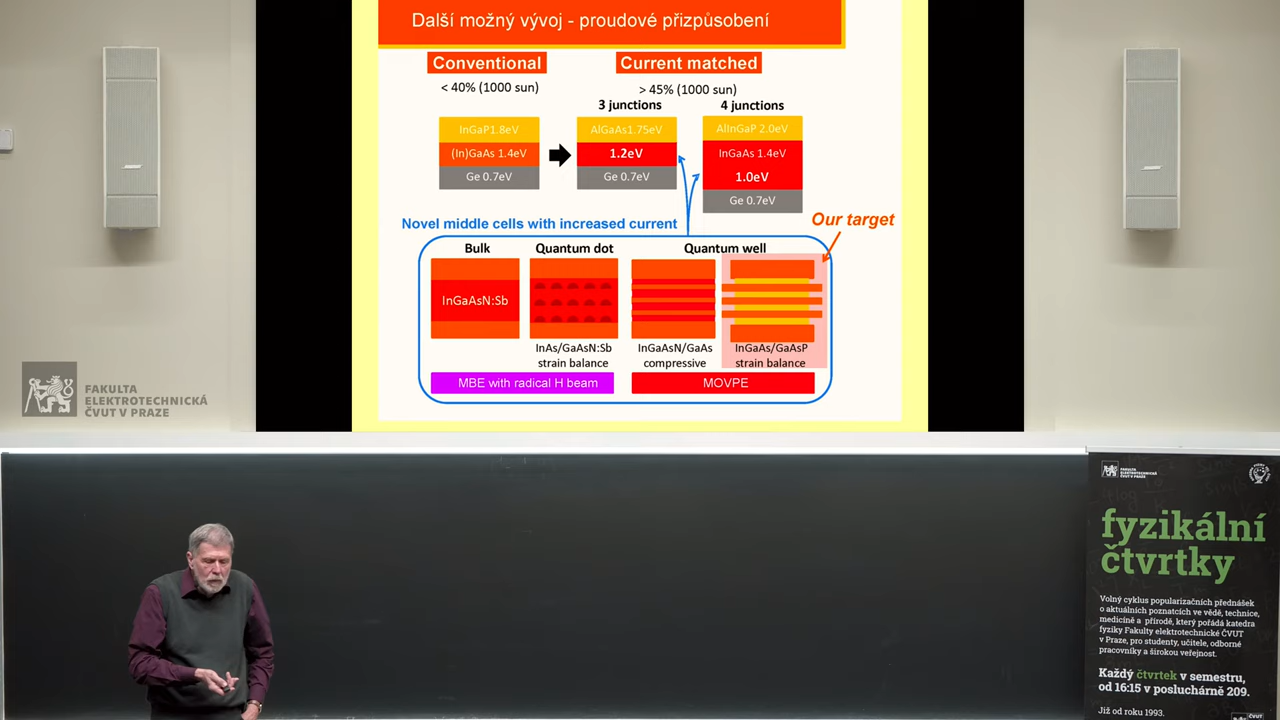 Další možný vývoj - proudové přizpůsobení
Conventional
< 40% (1000 sun)
Current matched
> 45% (1000 sun)
3 junctions
4 junctions
InGaP1.8eV
(In)GaAs 1.4eV
Ge 0.7eV
AlGaAs1.75eV
1.2eV
Ge 0.7eV
AlInGaP 2.0eV
InGaAs 1.4eV
1.0eV
Ge 0.7eV
Novel middle cells with increased current
Our target
Bulk
Quantum dot
Quantum well
InGaAsN:Sb
InAs/GaAsN:Sb
strain balance
InGaAsN/GaAs
compressive
InGaAs/GaAsP
strain balance
MBE with radical H beam
MOVPE
FAKULTA
ELEKTROTECHNICKÁ
ČVUT V PRAZE
FAKULTA
ELEKTROTECHNICKÁ
ČVUT V PRAZE
fyzikální
čtvrtky
Volný cyklus popularizačních přednášek
o aktuálních poznatcích ve vědě, technice,
medicíně a přírodě, který pořádá katedra
fyziky Fakulty elektrotechnické ČVUT
v Praze, pro studenty, učitele, odborné
pracovníky a širokou veřejnost.
Každý čtvrtek v semestru,
od 16:15 v posluchárně 209.
Již od roku 1993.